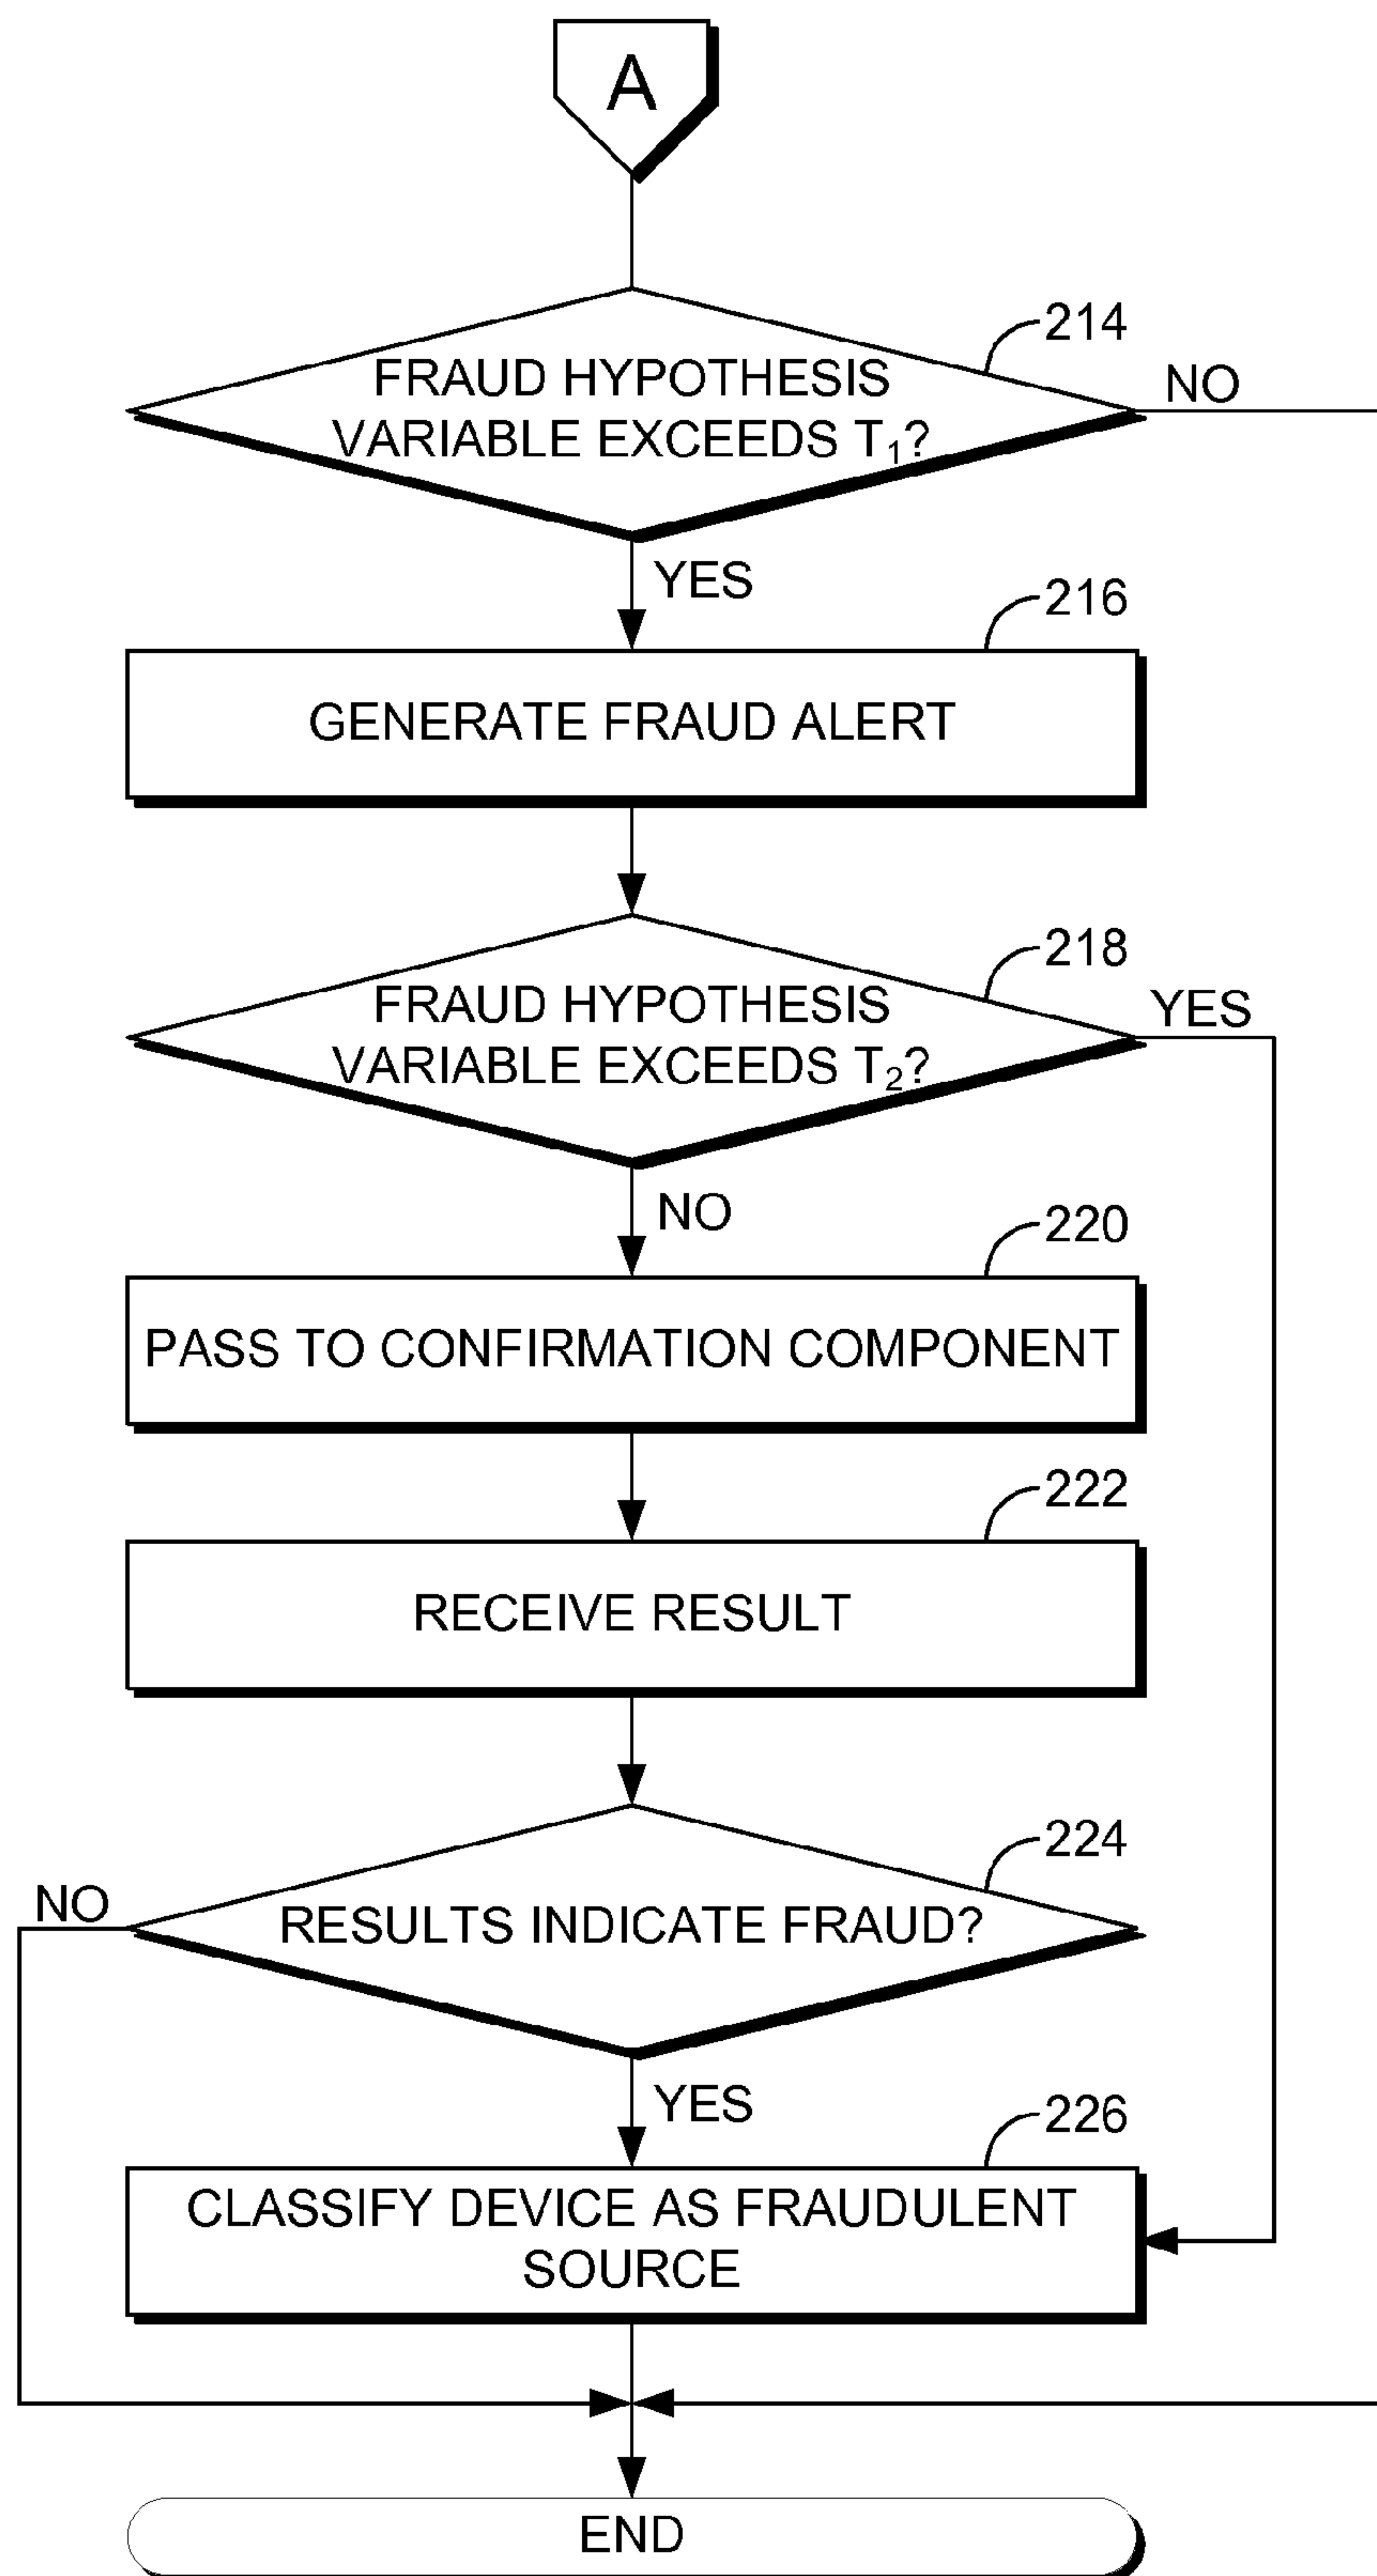 A
214
FRAUD HYPOTHESIS
VARIABLE EXCEEDS T₁?
NO
YES
216
GENERATE FRAUD ALERT
218
FRAUD HYPOTHESIS
VARIABLE EXCEEDS T₂?
YES
NO
220
PASS TO CONFIRMATION COMPONENT
222
RECEIVE RESULT
224
NO
RESULTS INDICATE FRAUD?
YES
226
CLASSIFY DEVICE AS FRAUDULENT
SOURCE
END